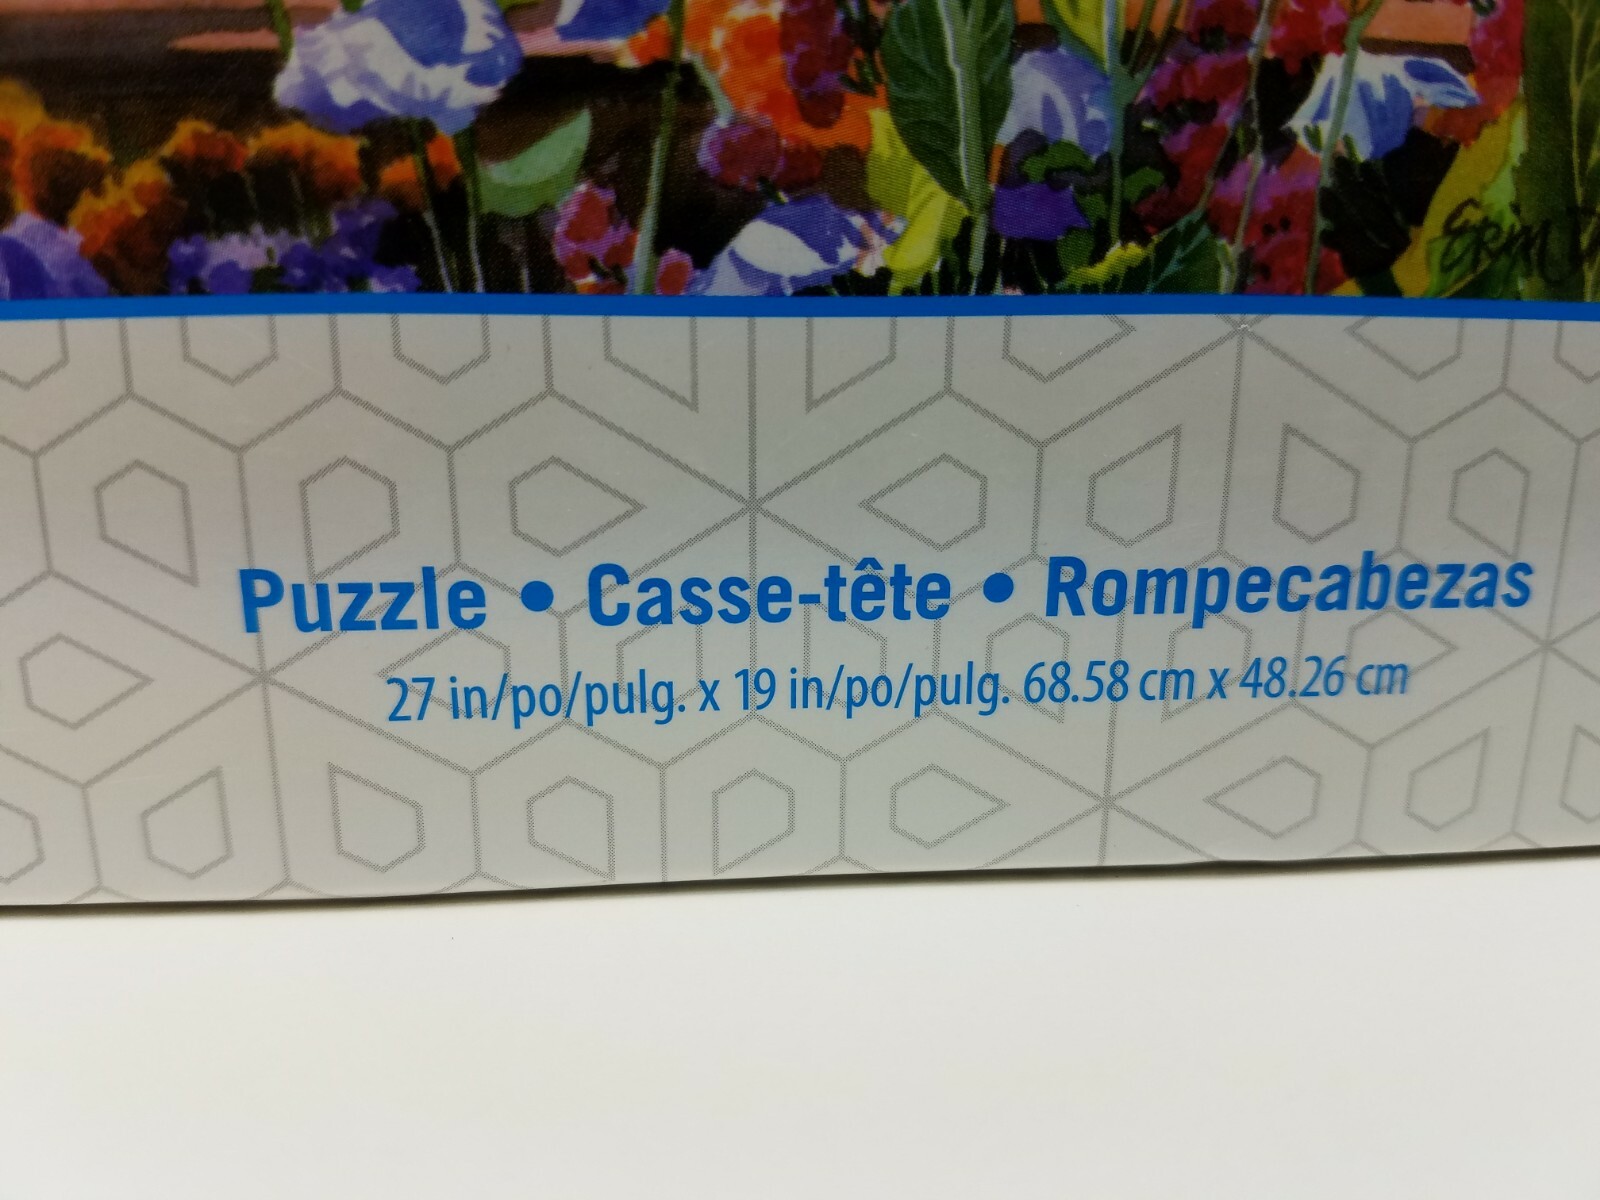 Puzzle • Casse-tête • Rompecabezas
27 in/po/pulg. x 19 in/po/pulg. 68.58 cm x 48.26 cm